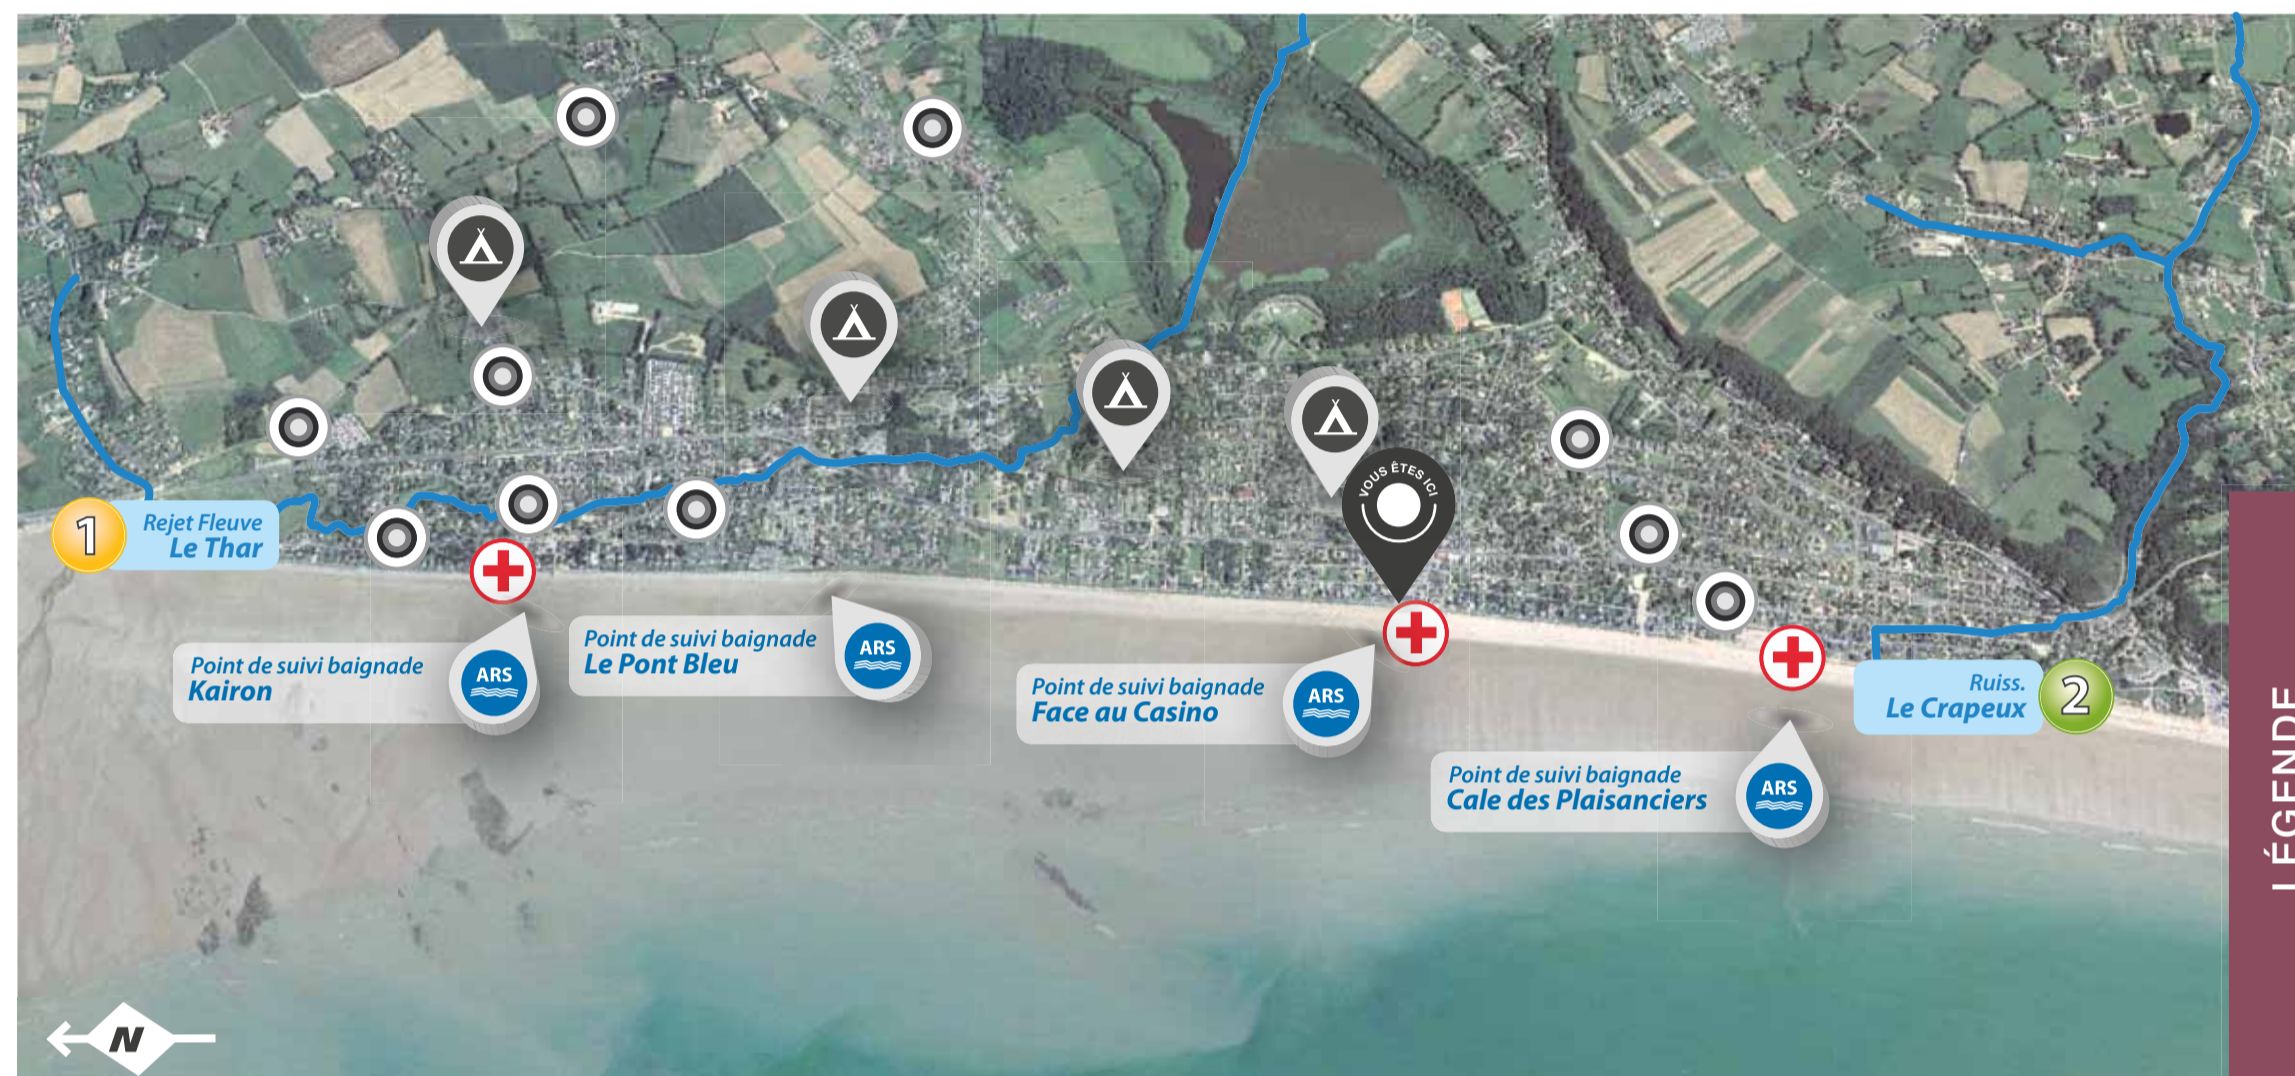 VOUS ÊTES ICI
1
Rejet Fleuve
Le Thar
Point de suivi baignade
Kairon
ARS
Point de suivi baignade
Le Pont Bleu
ARS
Point de suivi baignade
Face au Casino
ARS
Point de suivi baignade
Cale des Plaisanciers
ARS
Ruiss.
Le Crapeux
2
N
LÉGENDE